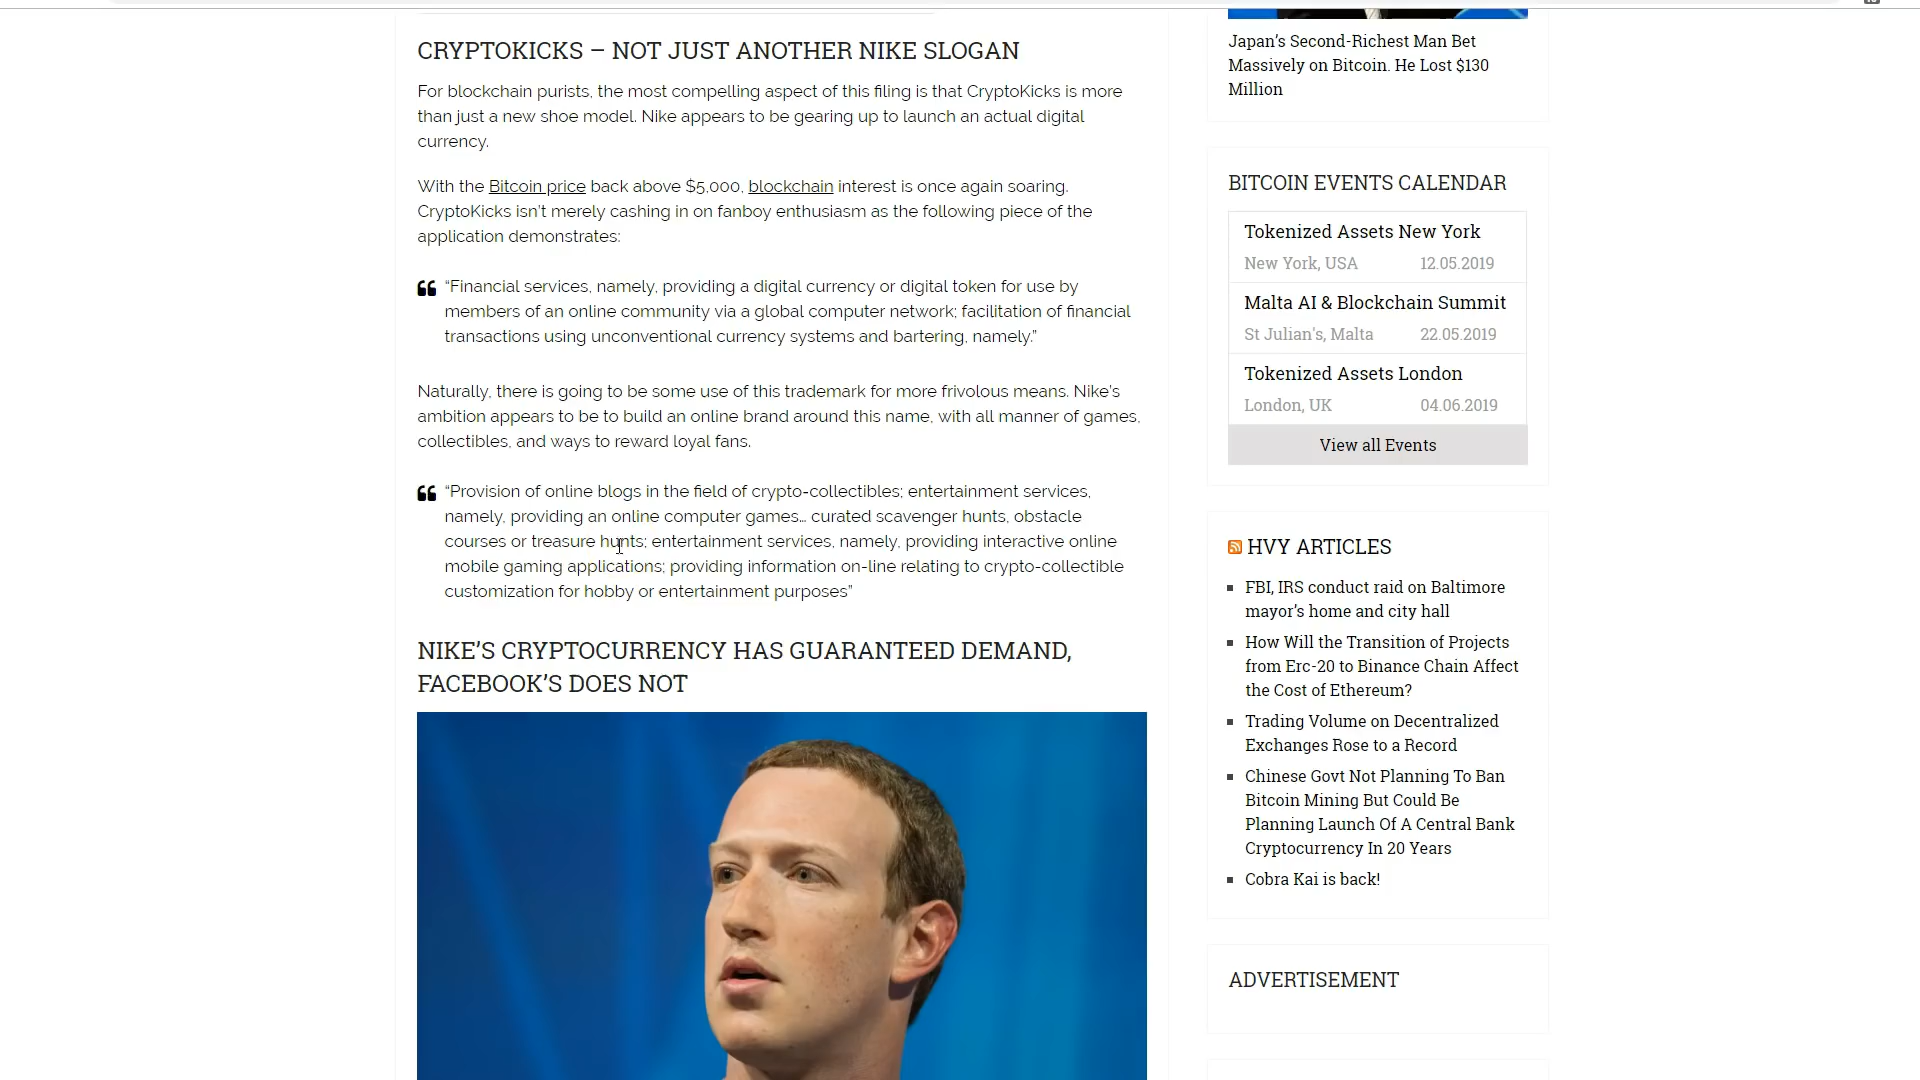 CRYPTOKICKS – NOT JUST ANOTHER NIKE SLOGAN
For blockchain purists, the most compelling aspect of this filing is that CryptoKicks is more
than just a new shoe model. Nike appears to be gearing up to launch an actual digital
currency.
With the Bitcoin price back above $5,000, blockchain interest is once again soaring.
CryptoKicks isn’t merely cashing in on fanboy enthusiasm as the following piece of the
application demonstrates:
“Financial services, namely, providing a digital currency or digital token for use by
members of an online community via a global computer network; facilitation of financial
transactions using unconventional currency systems and bartering, namely.”
Naturally, there is going to be some use of this trademark for more frivolous means. Nike’s
ambition appears to be to build an online brand around this name, with all manner of games,
collectibles, and ways to reward loyal fans.
“Provision of online blogs in the field of crypto-collectibles; entertainment services,
namely, providing an online computer games… curated scavenger hunts, obstacle
courses or treasure hunts; entertainment services, namely, providing interactive online
mobile gaming applications; providing information on-line relating to crypto-collectible
customization for hobby or entertainment purposes”
NIKE’S CRYPTOCURRENCY HAS GUARANTEED DEMAND,
FACEBOOK’S DOES NOT
Japan’s Second-Richest Man Bet
Massively on Bitcoin. He Lost $130
Million
BITCOIN EVENTS CALENDAR
Tokenized Assets New York
New York, USA 12.05.2019
Malta AI & Blockchain Summit
St Julian's, Malta 22.05.2019
Tokenized Assets London
London, UK 04.06.2019
View all Events
HVY ARTICLES
FBI, IRS conduct raid on Baltimore
mayor’s home and city hall
How Will the Transition of Projects
from Erc-20 to Binance Chain Affect
the Cost of Ethereum?
Trading Volume on Decentralized
Exchanges Rose to a Record
Chinese Govt Not Planning To Ban
Bitcoin Mining But Could Be
Planning Launch Of A Central Bank
Cryptocurrency In 20 Years
Cobra Kai is back!
ADVERTISEMENT